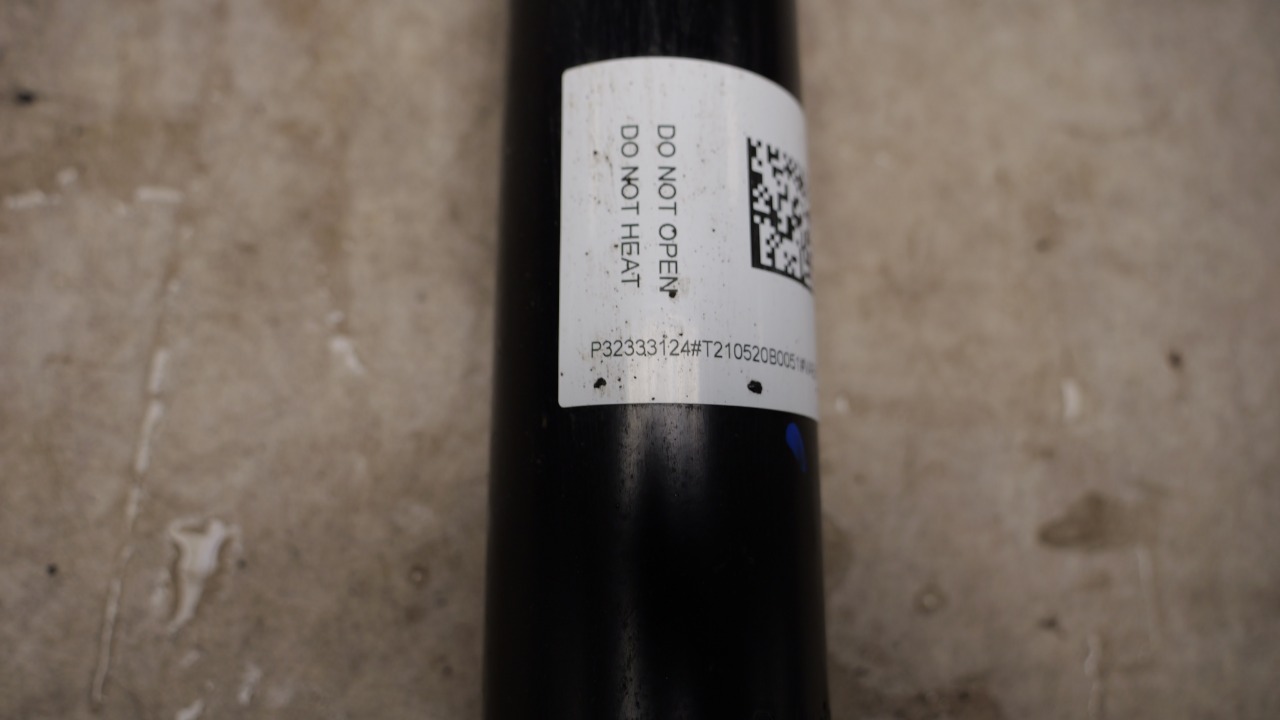 DO NOT OPEN
DO NOT HEAT
P32333124#T210520B0051#